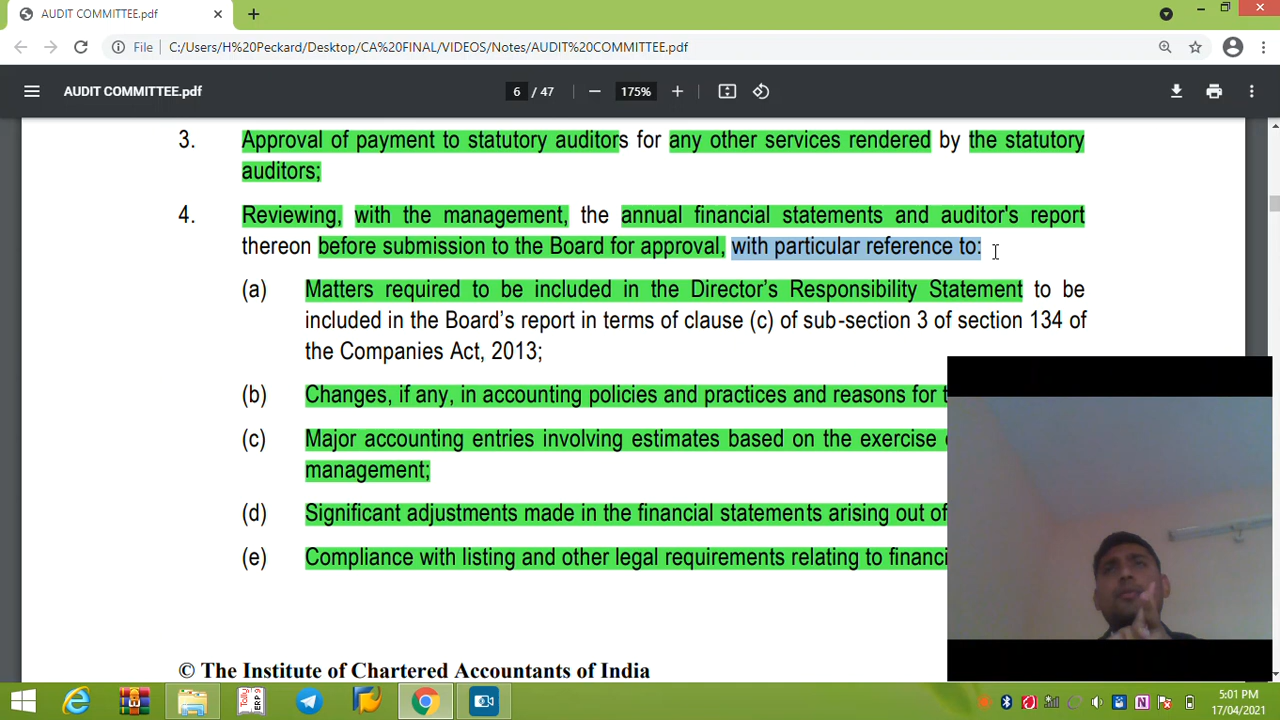 AUDIT COMMITTEE.pdf
File C:/Users/H%20Peckard/Desktop/CA%20FINAL/VIDEOS/Notes/AUDIT%20COMMITTEE.pdf
AUDIT COMMITTEE.pdf 6 / 47 175%
3. Approval of payment to statutory auditors for any other services rendered by the statutory
auditors;
4. Reviewing, with the management, the annual financial statements and auditor's report
thereon before submission to the Board for approval, with particular reference to:
(a) Matters required to be included in the Director's Responsibility Statement to be
included in the Board's report in terms of clause (c) of sub-section 3 of section 134 of
the Companies Act, 2013;
(b) Changes, if any, in accounting policies and practices and reasons for
(c) Major accounting entries involving estimates based on the exercise
management;
(d) Significant adjustments made in the financial statements arising out of
(e) Compliance with listing and other legal requirements relating to financi
© The Institute of Chartered Accountants of India
Tally
ERP 9
5:01 PM
17/04/2021